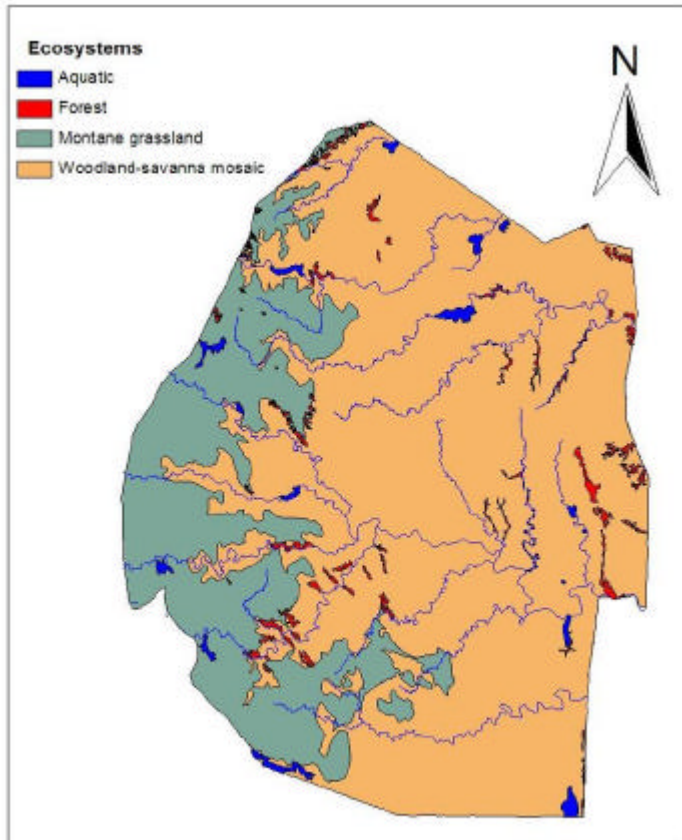 Ecosystems
Aquatic
Forest
Montane grassland
Woodland-savanna mosaic
N